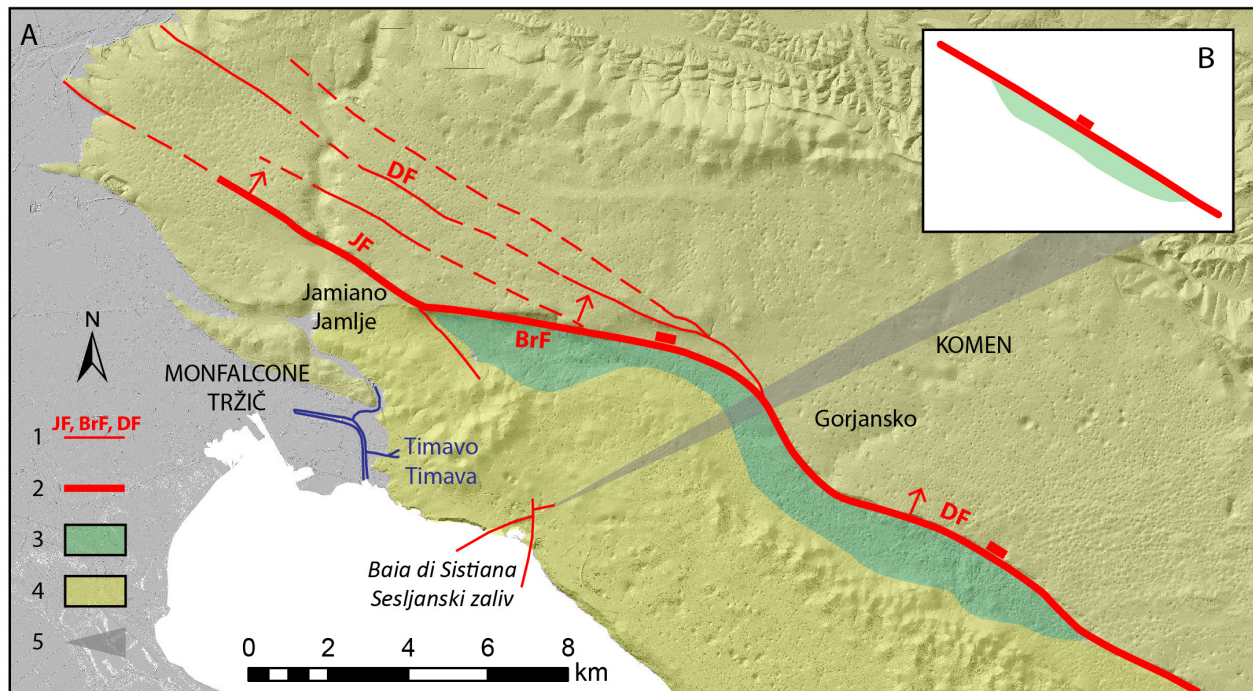 A
B
DF
JF
Jamiano
Jamlje
BrF
KOMEN
N
MONFALCONE
TRŽIČ
Gorjansko
JF, BrF, DF
1
Timavo
Timava
2
DF
3
Baia di Sistiana
Sesljanski zaliv
4
5
0 2 4 6 8
km